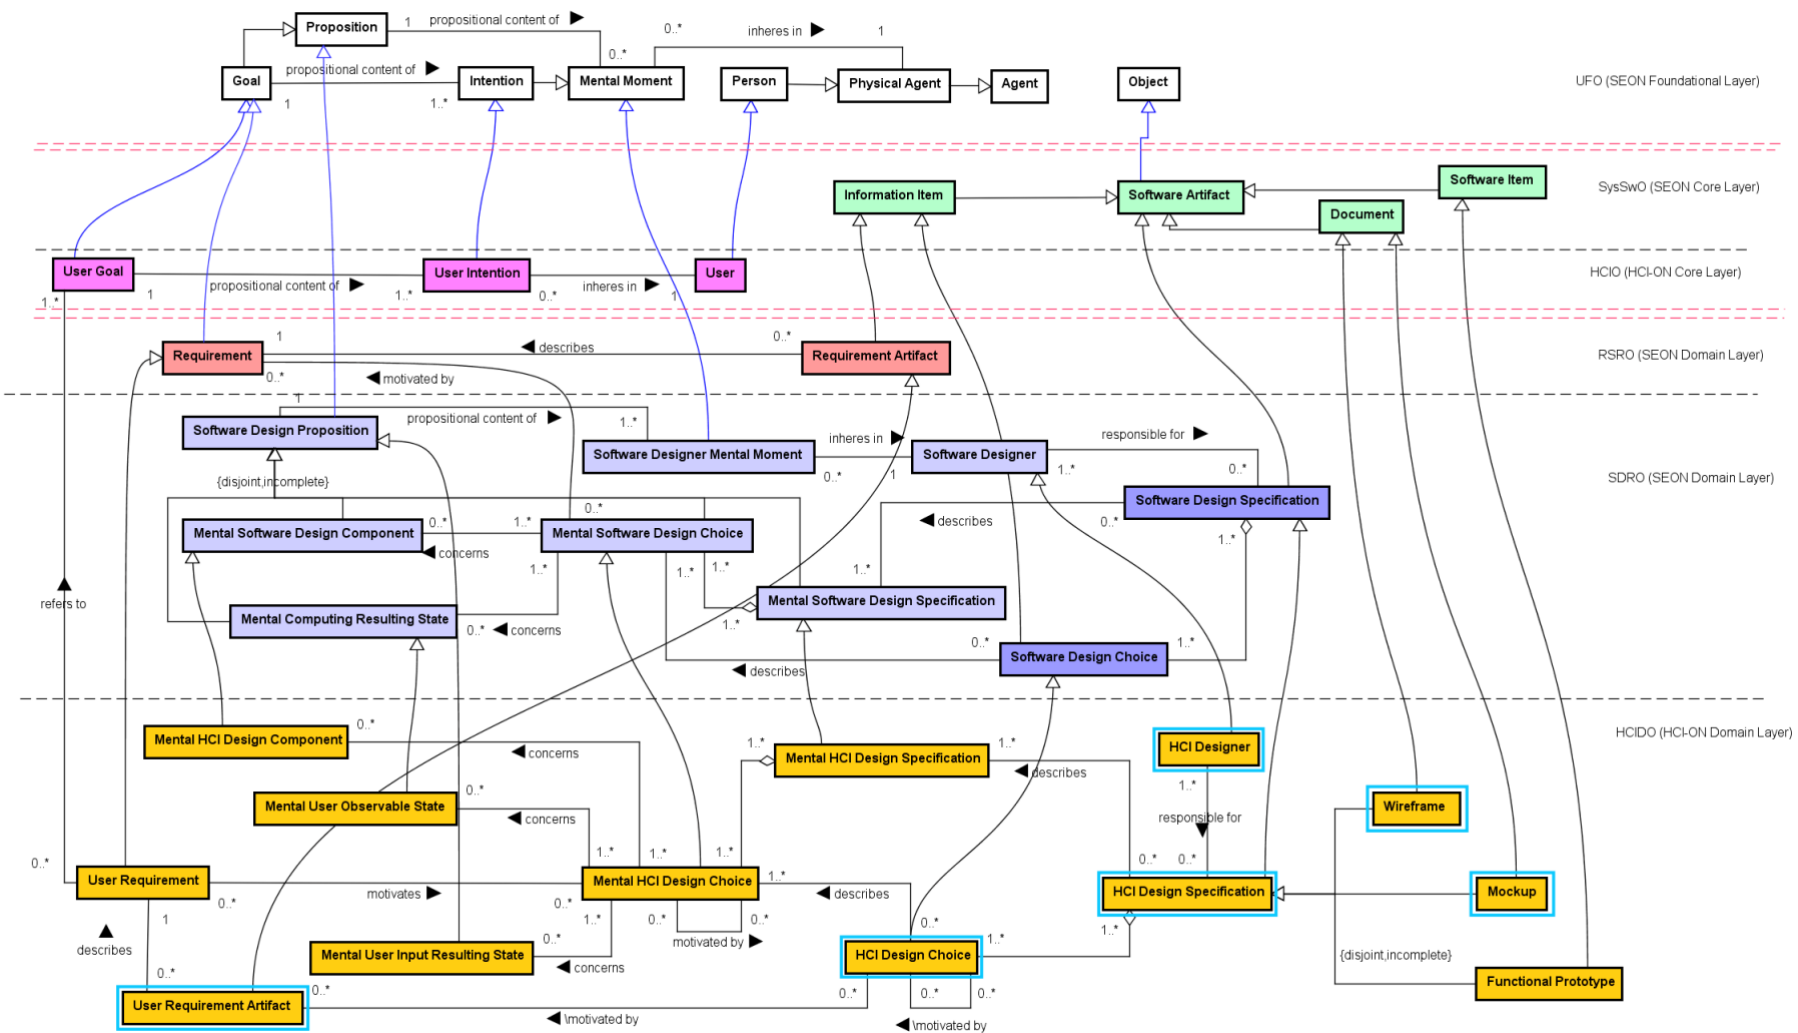 Proposition
1
propositional content of
0..*
inheres in
1
0..*
Goal
propositional content of
1
1..*
Intention
Mental Moment
Person
Physical Agent
Agent
Object
UFO (SEON Foundational Layer)
Information Item
Software Artifact
Software Item
Document
SysSwO (SEON Core Layer)
User Goal
1..*
1
propositional content of
1..*
User Intention
0..*
inheres in
1
User
HCIO (HCI-ON Core Layer)
Requirement
1
0..*
describes
0..*
Requirement Artifact
motivated by
RSRO (SEON Domain Layer)
1
Software Design Proposition
propositional content of
1..*
Software Designer Mental Moment
inheres in
0..*
1
Software Designer
responsible for
1..*
0..*
{disjoint,incomplete}
Software Design Specification
SDRO (SEON Domain Layer)
describes
0..*
0..*
Mental Software Design Component
0..*
1..*
concerns
Mental Software Design Choice
1..*
1..*
1..*
1..*
1..*
Mental Software Design Specification
1..*
refers to
Mental Computing Resulting State
0..*
concerns
0..*
1..*
describes
Software Design Choice
Mental HCI Design Component
0..*
concerns
1..*
Mental HCI Design Specification
1..*
describes
HCI Designer
1..*
HCIDO (HCI-ON Domain Layer)
Mental User Observable State
0..*
concerns
responsible for
Wireframe
0..*
User Requirement
0..*
motivates
0..*
1..*
1..*
1..*
Mental HCI Design Choice
1..*
describes
0..*
0..*
HCI Design Specification
Mockup
1
describes
0..*
1..*
0..*
0..*
motivated by
0..*
1..*
Mental User Input Resulting State
0..*
concerns
HCI Design Choice
1..*
{disjoint,incomplete}
Functional Prototype
User Requirement Artifact
0..*
\motivated by
0..*
0..*
0..*
\motivated by